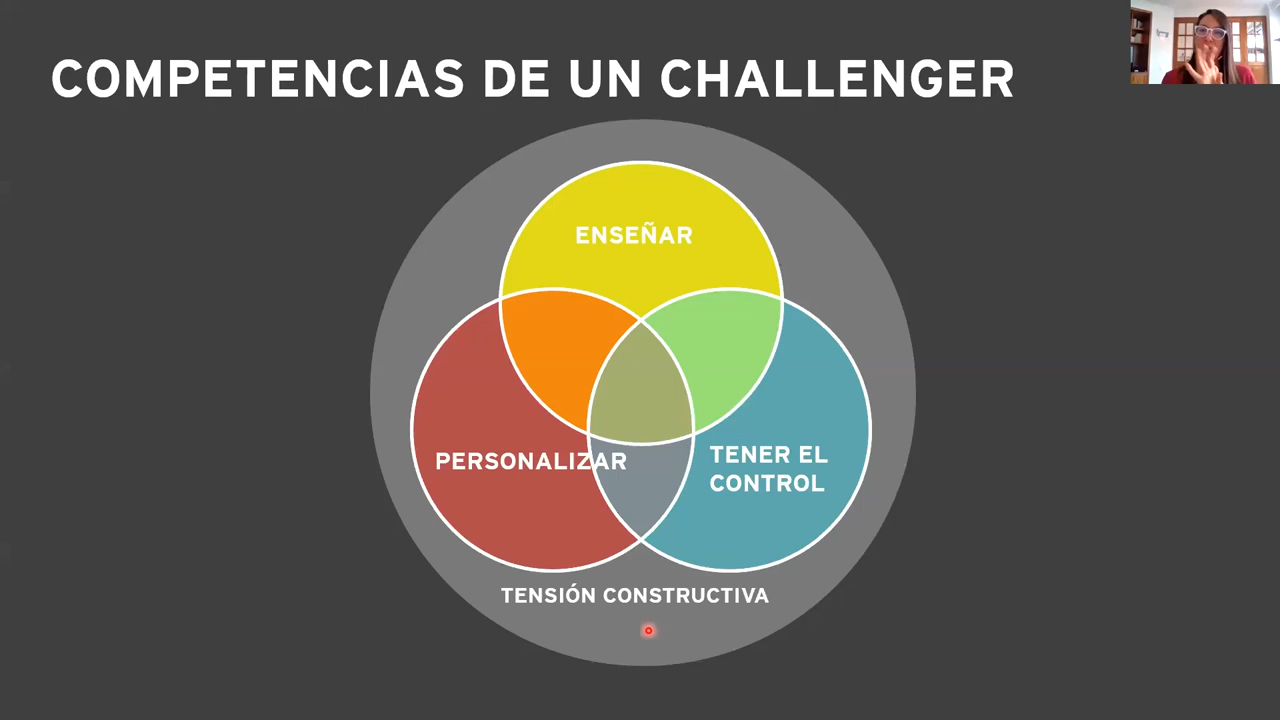 COMPETENCIAS DE UN CHALLENGER
ENSEÑAR
PERSONALIZAR
TENER EL
CONTROL
TENSIÓN CONSTRUCTIVA